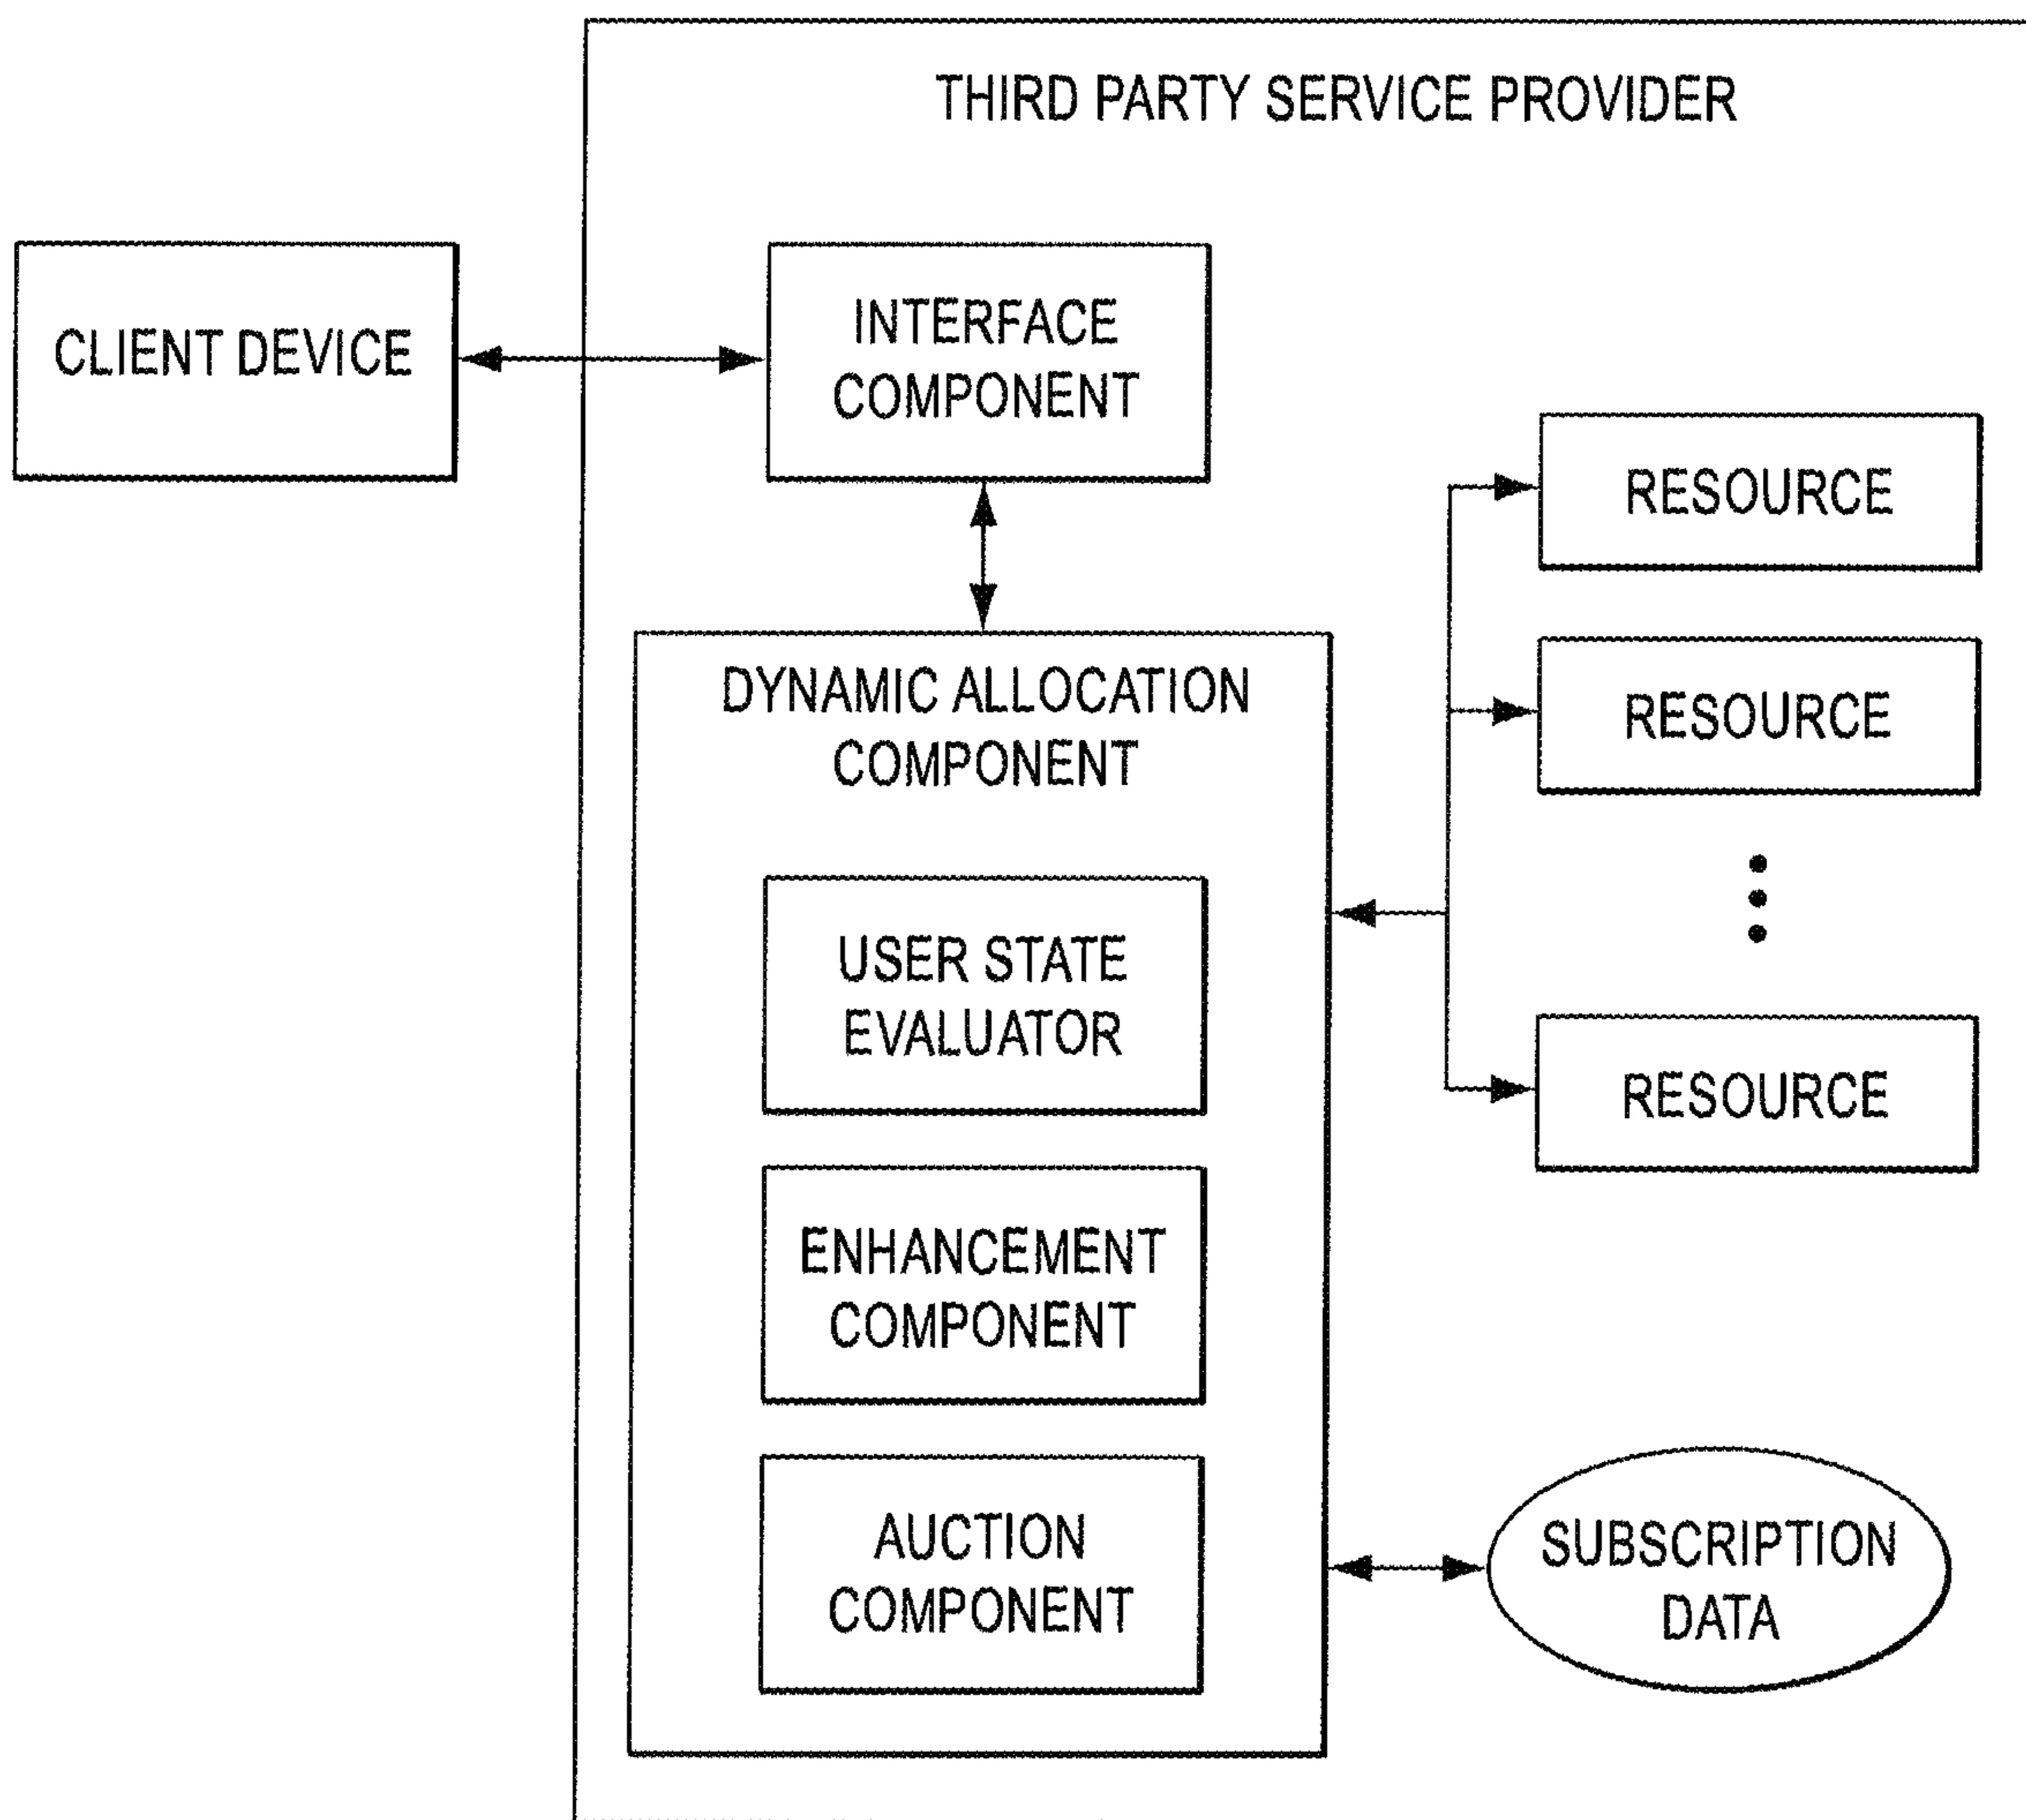 THIRD PARTY SERVICE PROVIDER
CLIENT DEVICE
INTERFACE
COMPONENT
DYNAMIC ALLOCATION
COMPONENT
USER STATE
EVALUATOR
ENHANCEMENT
COMPONENT
AUCTION
COMPONENT
RESOURCE
RESOURCE
RESOURCE
SUBSCRIPTION
DATA